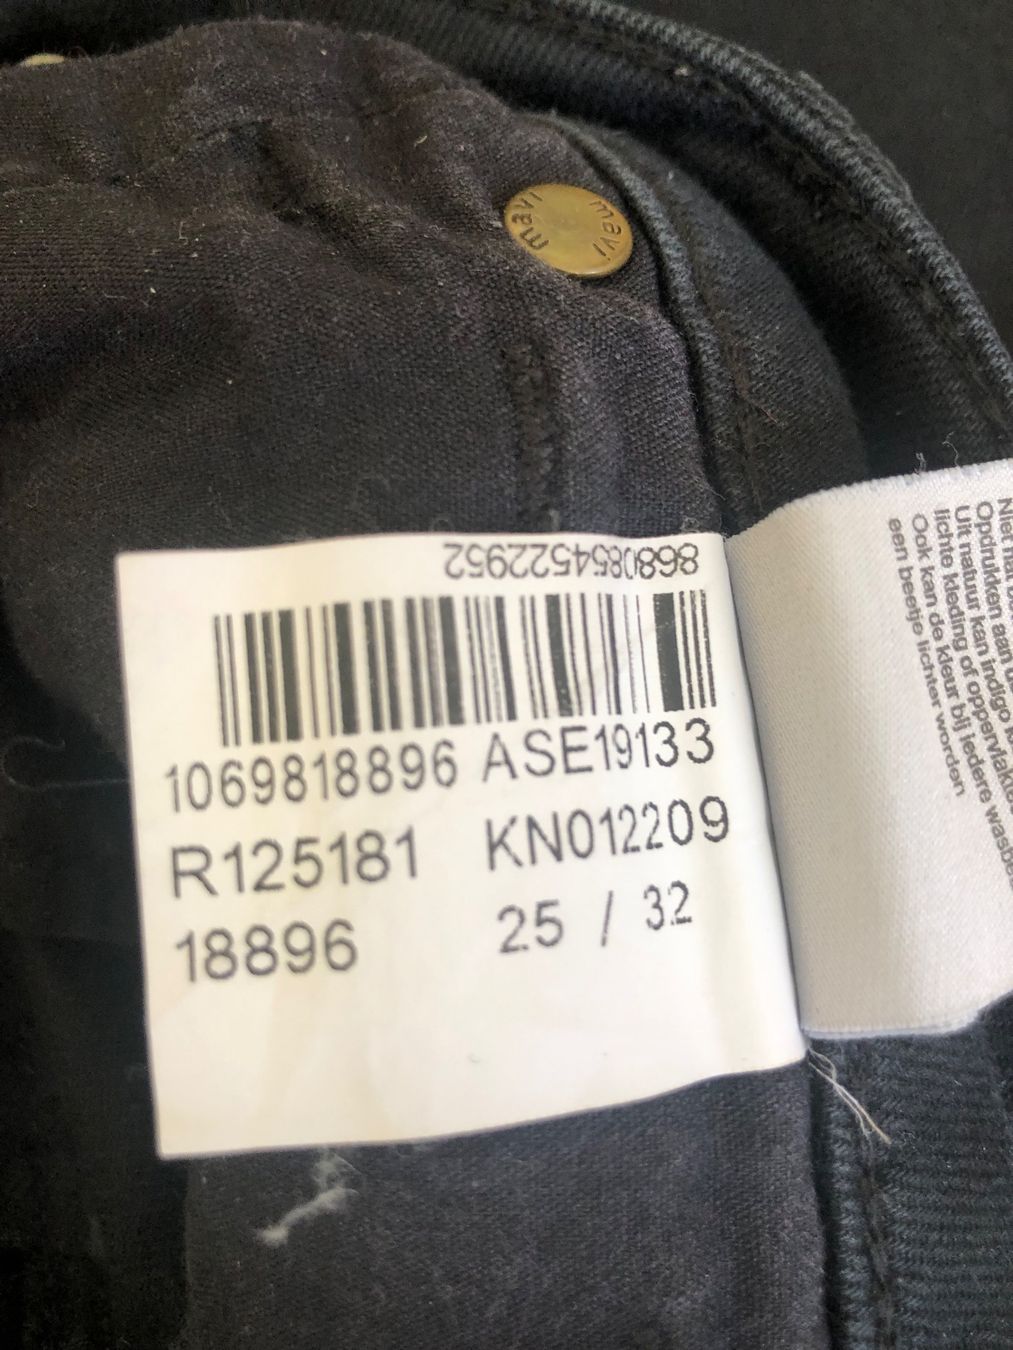 mavi mavi
8680854522952
1069818896 ASE19133
R125181 KN012209
18896 25 / 32
Opdrukken aan
Uit natuur kan indigo
lichte kleding of oppervlakte
Ook kan de kleur bij iedere wasbe
een beetje lichter worden